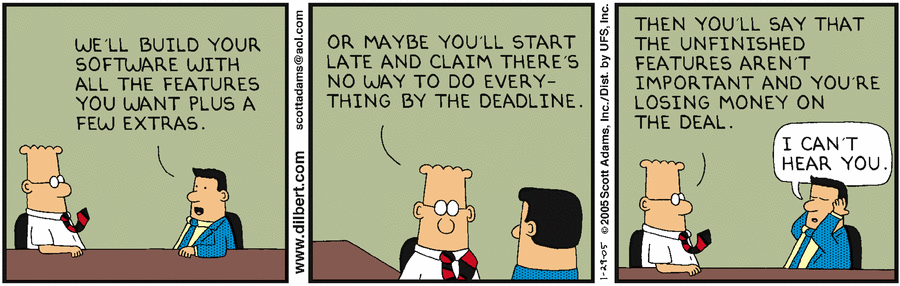 WE'LL BUILD YOUR
SOFTWARE WITH
ALL THE FEATURES
YOU WANT PLUS A
FEW EXTRAS.
www.dilbert.com
scottadams@aol.com
OR MAYBE YOU'LL START
LATE AND CLAIM THERE'S
NO WAY TO DO EVERY-
THING BY THE DEADLINE.
1-29-05 © 2005 Scott Adams, Inc./Dist. by UFS, Inc.
THEN YOU'LL SAY THAT
THE UNFINISHED
FEATURES AREN'T
IMPORTANT AND YOU'RE
LOSING MONEY ON
THE DEAL.
I CAN'T
HEAR YOU.